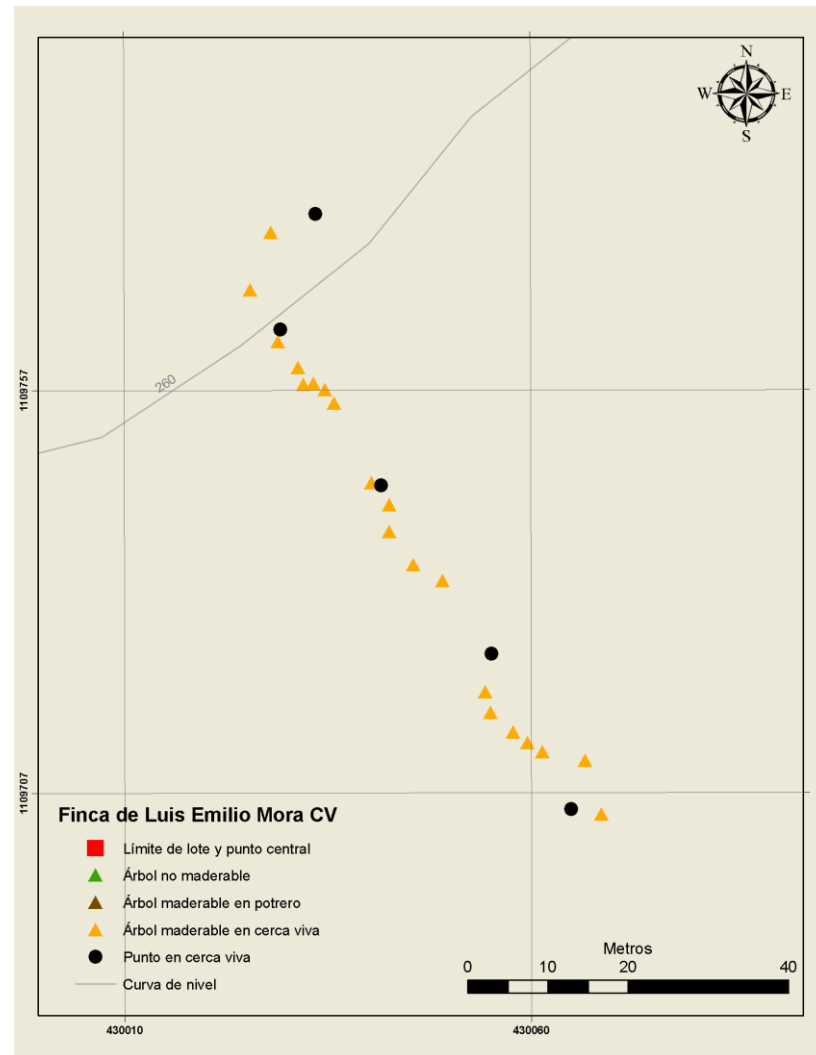 N
W E
S
260
1109757
1109707
Finca de Luis Emilio Mora CV
Límite de lote y punto central
Árbol no maderable
Árbol maderable en potrero
Árbol maderable en cerca viva
Punto en cerca viva
Curva de nivel
Metros
0 10 20 40
430010 430060